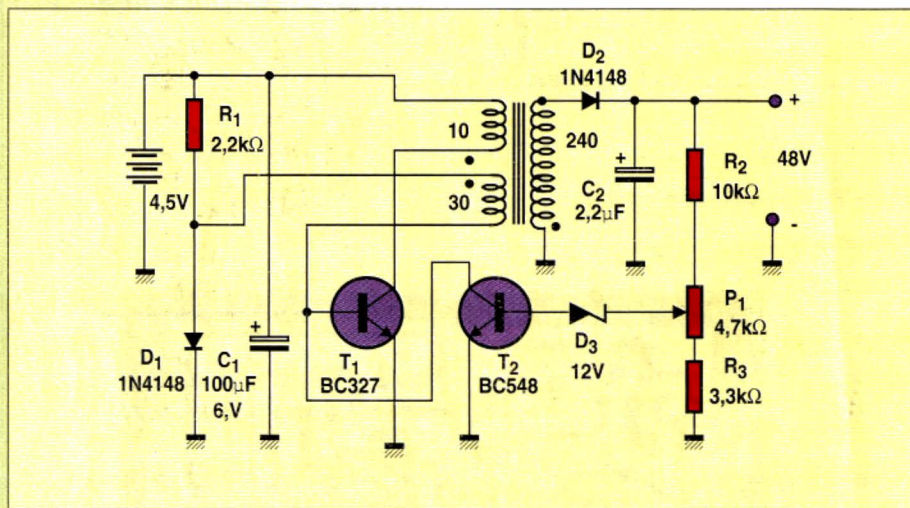 D2
1N4148
R1
2,2kΩ
10
240
+
48V
30
4,5V
+
C2
2,2µF
R2
10kΩ
-
D1
1N4148
+
C1
100µF
6,V
T1
BC327
T2
BC548
D3
12V
P1
4,7kΩ
R3
3,3kΩ